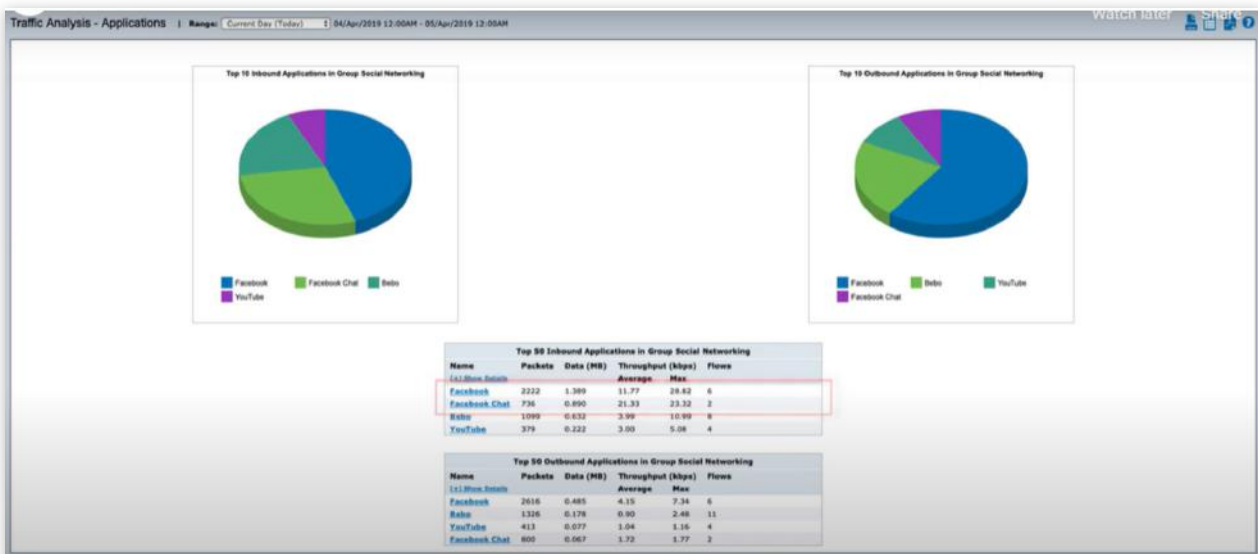 Watch later Share
Traffic Analysis - Applications | Range: Current Day (Today) 04/Apr/2019 12:00AM - 05/Apr/2019 12:00AM
Top 10 Inbound Applications in Group Social Networking
Facebook Facebook Chat Bebo
YouTube
Top 10 Outbound Applications in Group Social Networking
Facebook Bebo YouTube
Facebook Chat
Top 50 Inbound Applications in Group Social Networking
Name Packets Data (MB) Throughput (kbps) Flows
[+] More Details Average Max
Facebook 2222 1.389 11.77 28.82 6
Facebook Chat 736 0.890 21.33 23.32 2
Bebo 1099 0.632 3.99 10.99 8
YouTube 379 0.222 3.00 5.08 4
Top 50 Outbound Applications in Group Social Networking
Name Packets Data (MB) Throughput (kbps) Flows
[+] More Details Average Max
Facebook 2616 0.485 4.15 7.34 6
Bebo 1326 0.178 0.90 2.48 11
YouTube 413 0.077 1.04 1.16 4
Facebook Chat 800 0.067 1.72 1.77 2